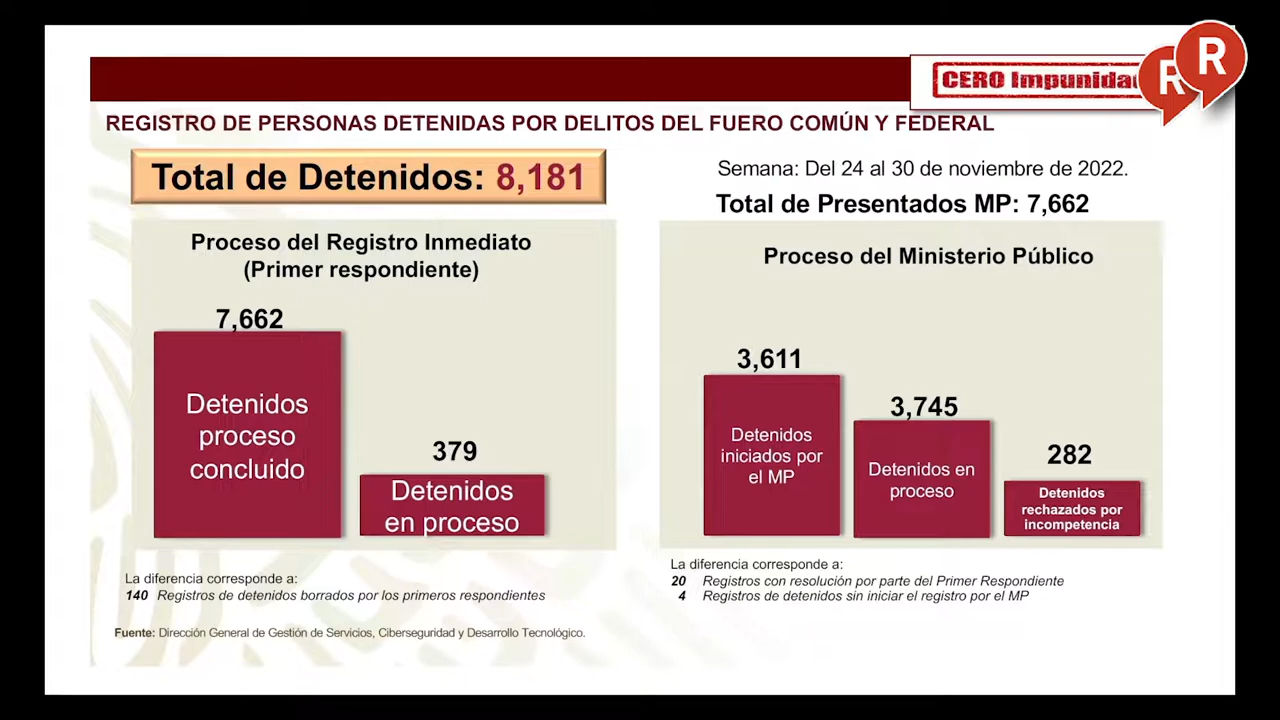 CERO Impunida
R
R
REGISTRO DE PERSONAS DETENIDAS POR DELITOS DEL FUERO COMÚN Y FEDERAL
Total de Detenidos: 8,181
Semana: Del 24 al 30 de noviembre de 2022.
Total de Presentados MP: 7,662
Proceso del Registro Inmediato
(Primer respondiente)
7,662
Detenidos
proceso
concluido
379
Detenidos
en proceso
La diferencia corresponde a:
140 Registros de detenidos borrados por los primeros respondientes
Proceso del Ministerio Público
3,611
Detenidos
iniciados por
el MP
3,745
Detenidos en
proceso
282
Detenidos
rechazados por
incompetencia
La diferencia corresponde a:
20 Registros con resolución por parte del Primer Respondiente
4 Registros de detenidos sin iniciar el registro por el MP
Fuente: Dirección General de Gestión de Servicios, Ciberseguridad y Desarrollo Tecnológico.